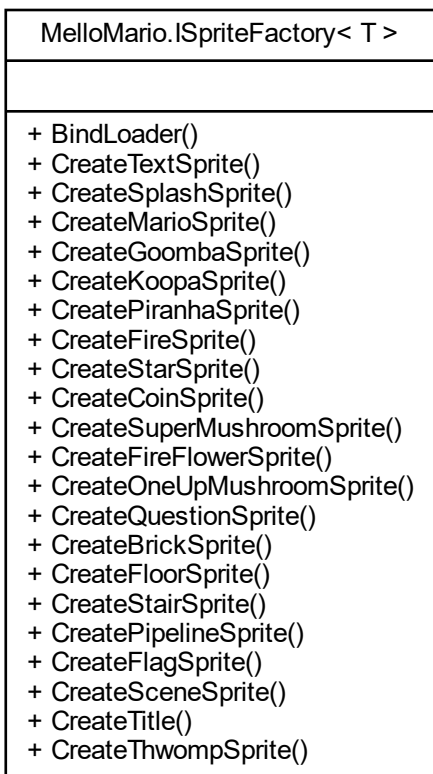 MelloMario.ISpriteFactory< T >
+ BindLoader()
+ CreateTextSprite()
+ CreateSplashSprite()
+ CreateMarioSprite()
+ CreateGoombaSprite()
+ CreateKoopaSprite()
+ CreatePiranhaSprite()
+ CreateFireSprite()
+ CreateStarSprite()
+ CreateCoinSprite()
+ CreateSuperMushroomSprite()
+ CreateFireFlowerSprite()
+ CreateOneUpMushroomSprite()
+ CreateQuestionSprite()
+ CreateBrickSprite()
+ CreateFloorSprite()
+ CreateStairSprite()
+ CreatePipelineSprite()
+ CreateFlagSprite()
+ CreateSceneSprite()
+ CreateTitle()
+ CreateThwompSprite()